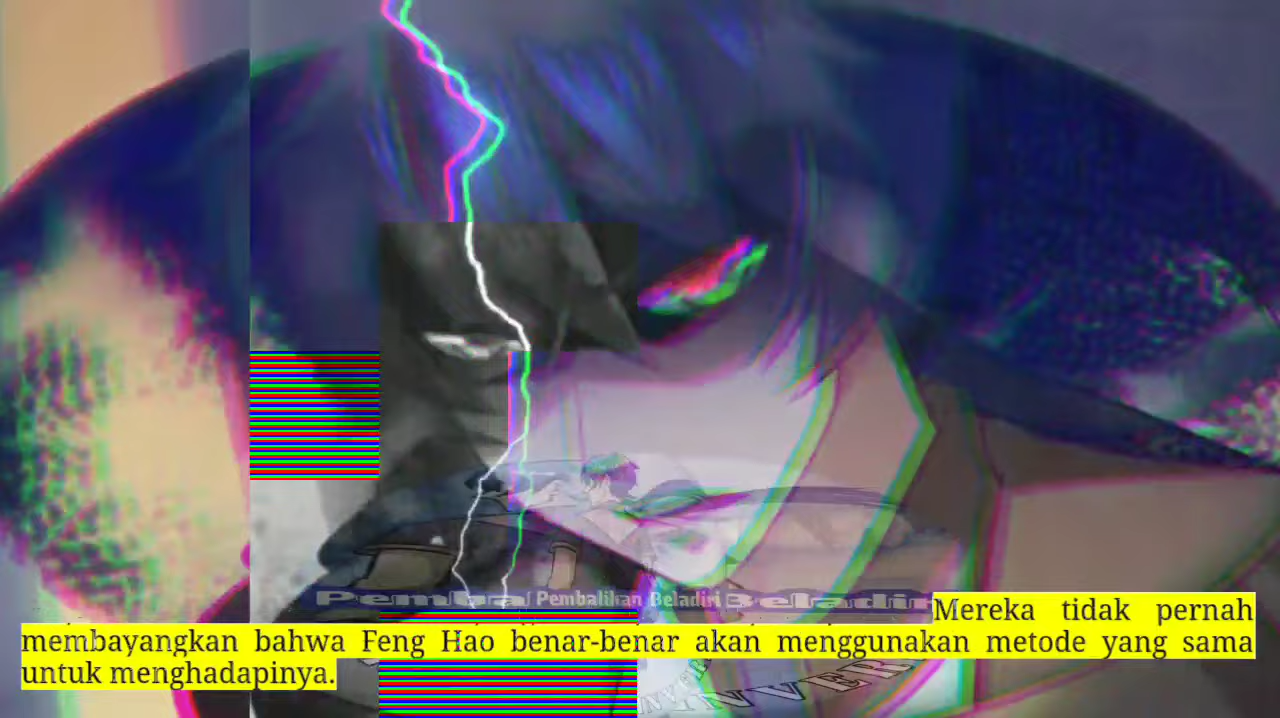 Pembalikan Beladiri
Mereka tidak pernah
membayangkan bahwa Feng Hao benar-benar akan menggunakan metode yang sama
untuk menghadapinya.